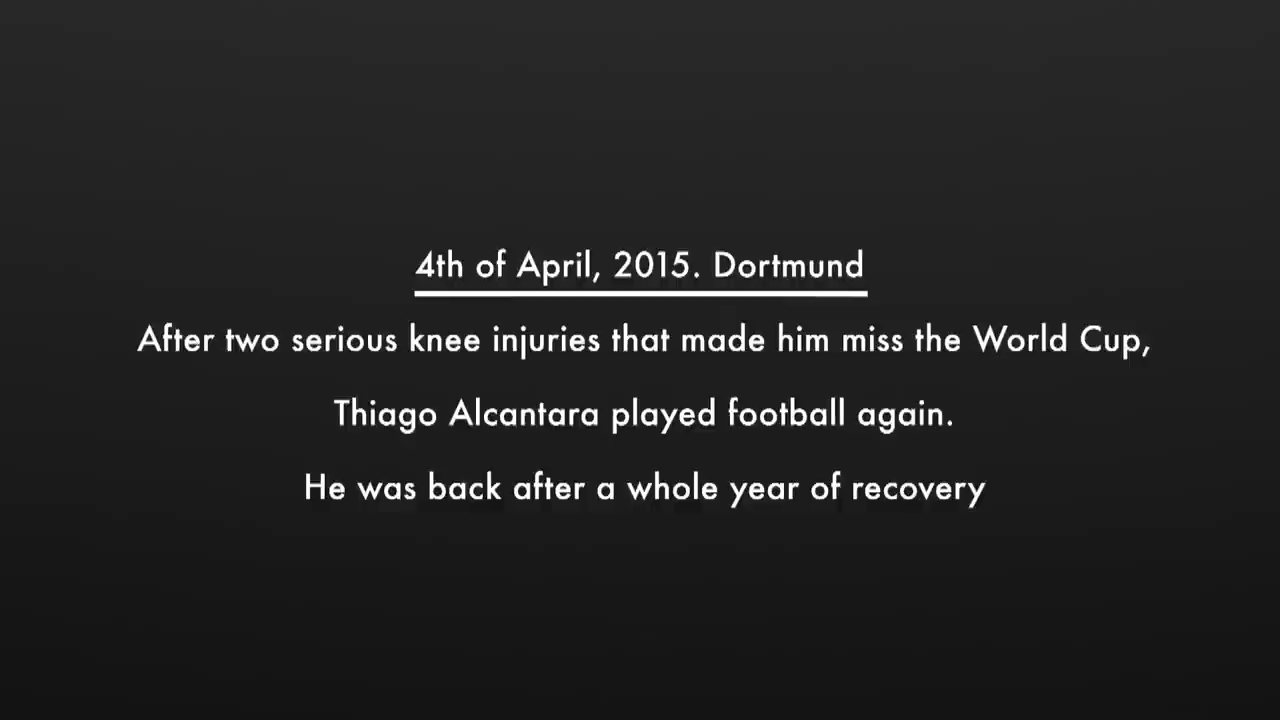 4th of April, 2015. Dortmund
After two serious knee injuries that made him miss the World Cup,
Thiago Alcantara played football again.
He was back after a whole year of recovery